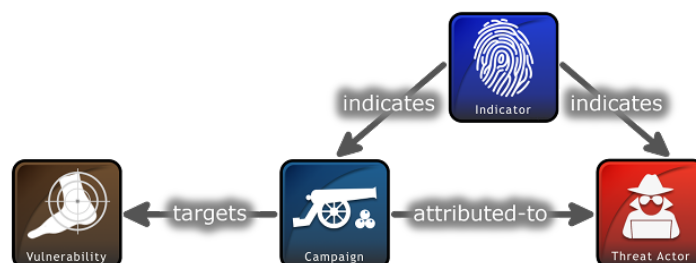 Indicator
indicates indicates
targets attributed-to
Vulnerability Campaign Threat Actor